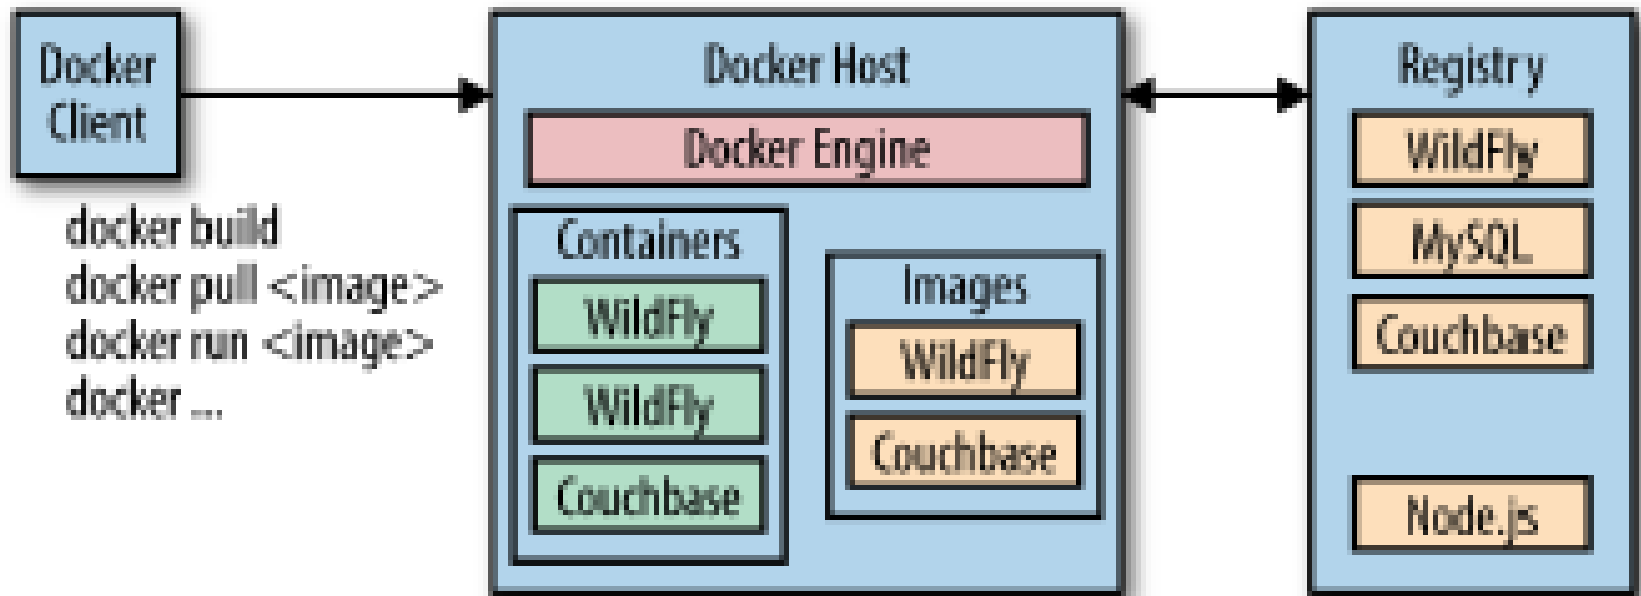 Docker
Client
docker build
docker pull <image>
docker run <image>
docker ...
Docker Host
Docker Engine
Containers
WildFly
WildFly
Couchbase
Images
WildFly
Couchbase
Registry
WildFly
MySQL
Couchbase
Node.js